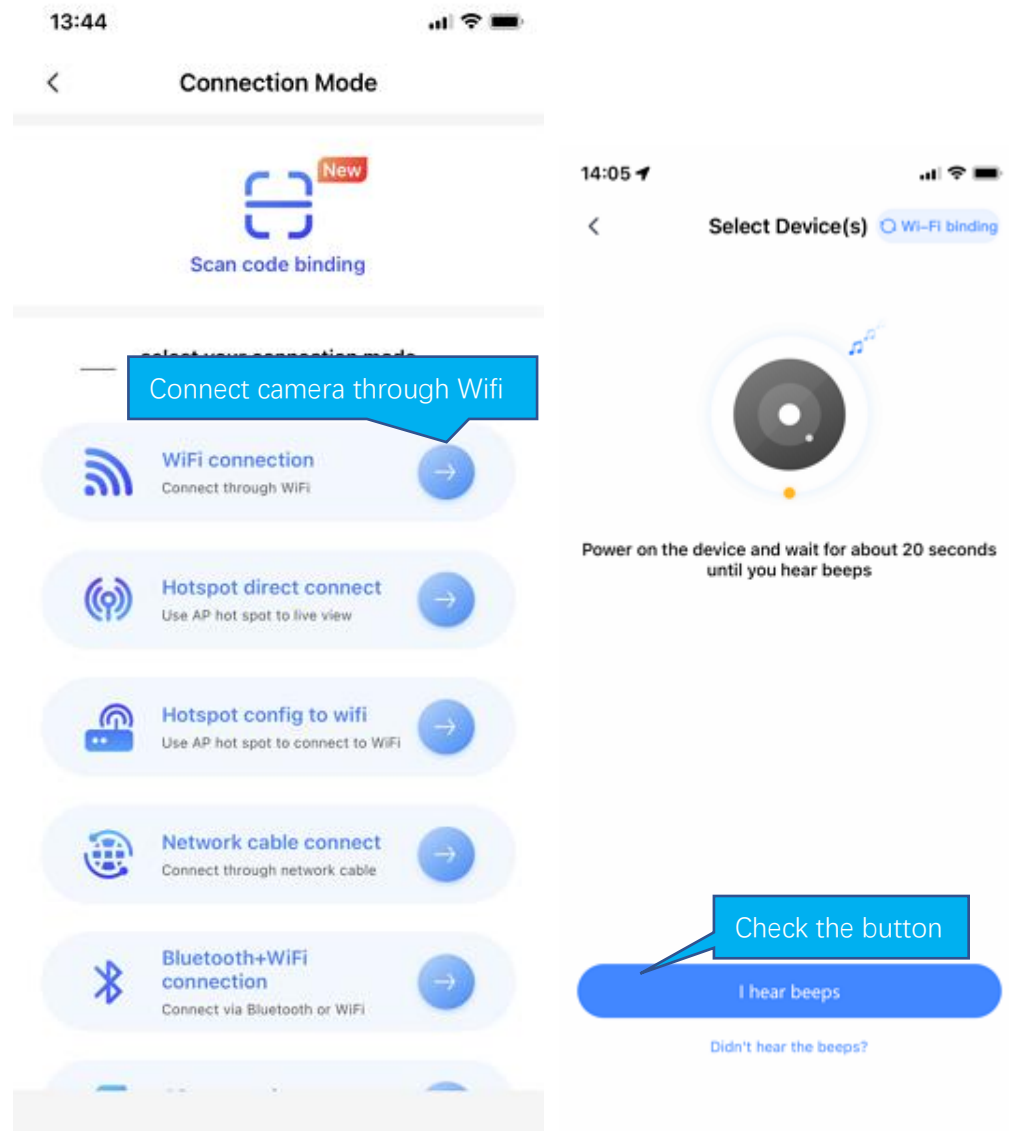 13:44
Connection Mode
New
Scan code binding
select your connection mode
Connect camera through Wifi
WiFi connection
Connect through WiFi
Hotspot direct connect
Use AP hot spot to live view
Hotspot config to wifi
Use AP hot spot to connect to WiFi
Network cable connect
Connect through network cable
Bluetooth+WiFi
connection
Connect via Bluetooth or WiFi
14:05
Select Device(s)
Wi-Fi binding
Power on the device and wait for about 20 seconds
until you hear beeps
Check the button
I hear beeps
Didn't hear the beeps?